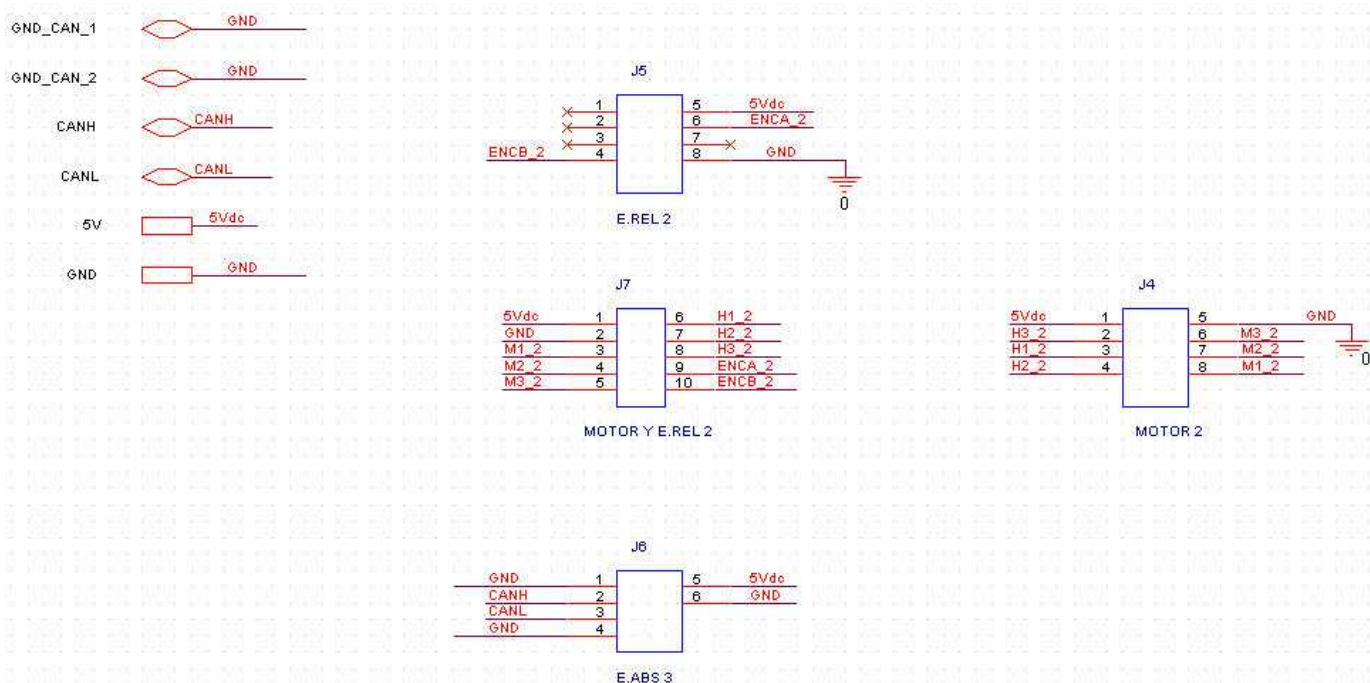 GND_CAN_1 GND
GND_CAN_2 GND
CANH CANH
CANL CANL
5V 5Vdc
GND GND
J5
1 5 5Vdc
2 6 ENCA_2
3 7
ENCB_2 4 8 GND
0
E.REL 2
J7
5Vdc 1 6 H1_2
GND 2 7 H2_2
M1_2 3 8 H3_2
M2_2 4 9 ENCA_2
M3_2 5 10 ENCB_2
MOTOR Y E.REL 2
J4
5Vdc 1 5 GND
H3_2 2 6 M3_2
H1_2 3 7 M2_2
H2_2 4 8 M1_2
0
MOTOR 2
J6
GND 1 5 5Vdc
CANH 2 6 GND
CANL 3
GND 4
E.ABS 3